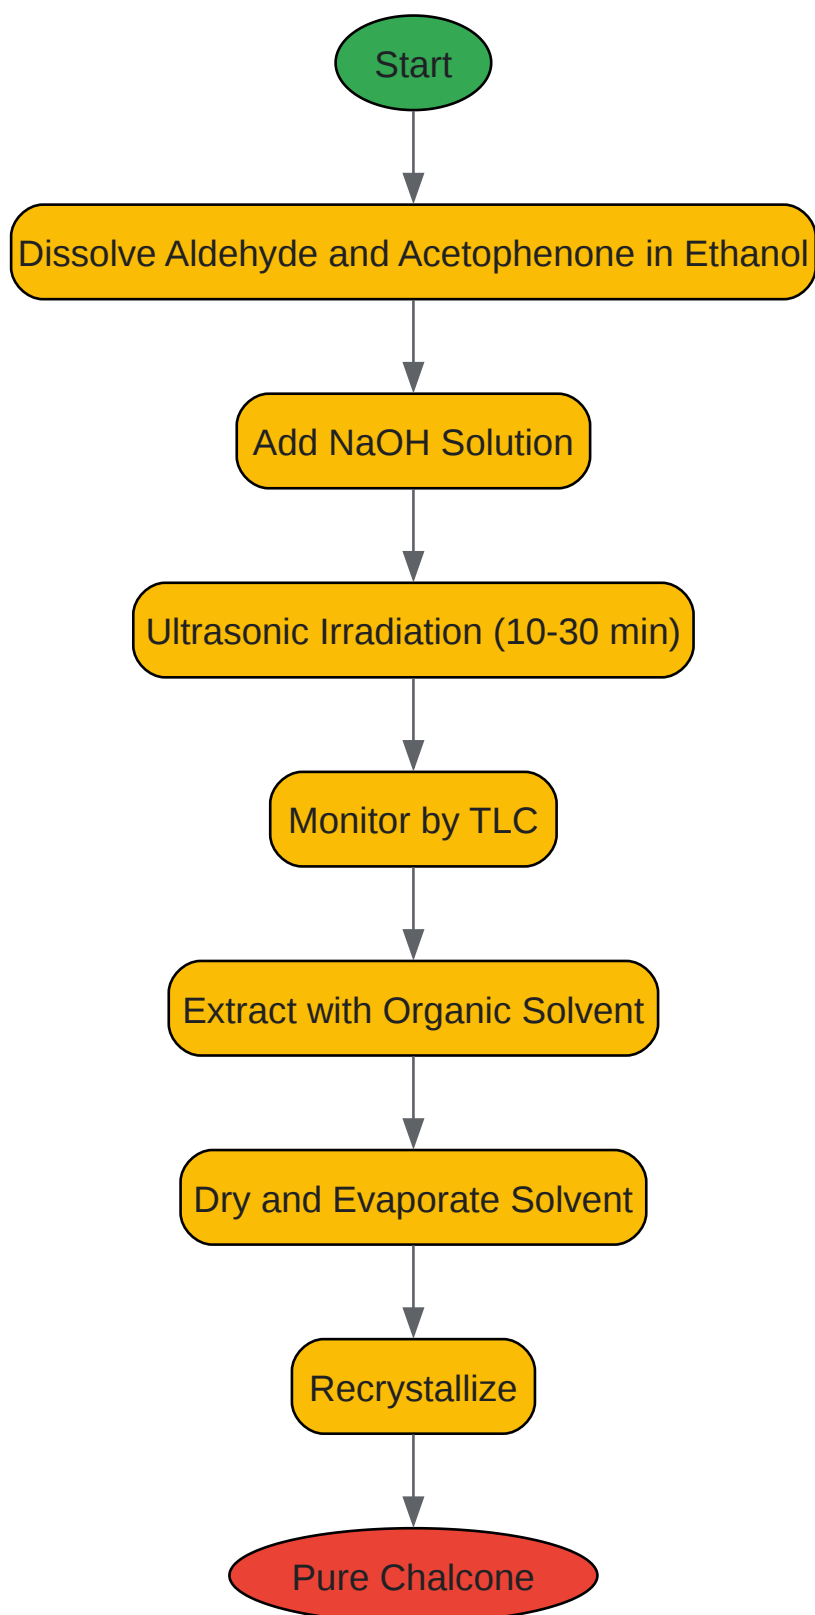 Start
Dissolve Aldehyde and Acetophenone in Ethanol
Add NaOH Solution
Ultrasonic Irradiation (10-30 min)
Monitor by TLC
Extract with Organic Solvent
Dry and Evaporate Solvent
Recrystallize
Pure Chalcone